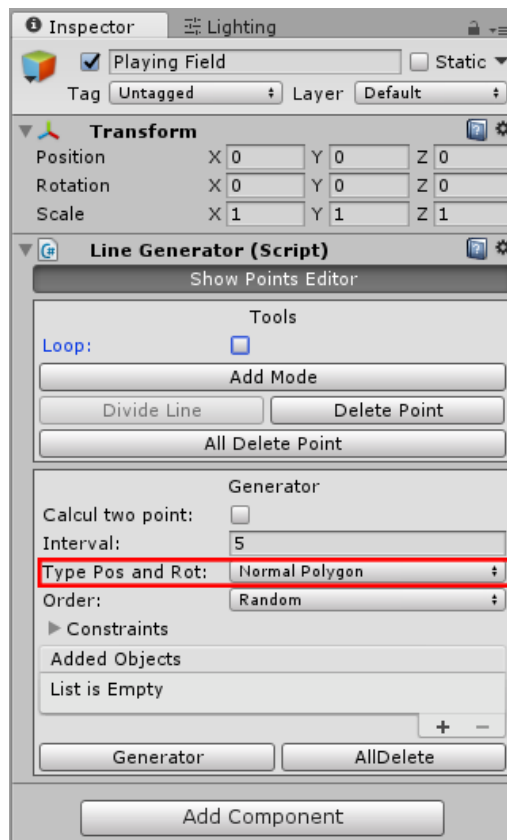 Inspector Lighting
Playing Field Static
Tag Untagged Layer Default
Transform
Position X 0 Y 0 Z 0
Rotation X 0 Y 0 Z 0
Scale X 1 Y 1 Z 1
Line Generator (Script)
Show Points Editor
Tools
Loop:
Add Mode
Divide Line Delete Point
All Delete Point
Generator
Calcul two point:
Interval: 5
Type Pos and Rot: Normal Polygon
Order: Random
Constraints
Added Objects
List is Empty
+ −
Generator AllDelete
Add Component